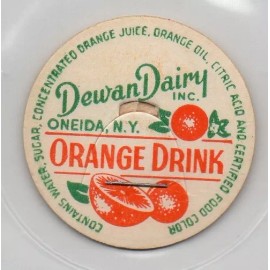 CONTAINS WATER, SUGAR, CONCENTRATED ORANGE JUICE, ORANGE OIL, CITRIC ACID AND CERTIFIED FOOD COLOR
Dewan Dairy
INC.
ONEIDA, N.Y.
ORANGE DRINK